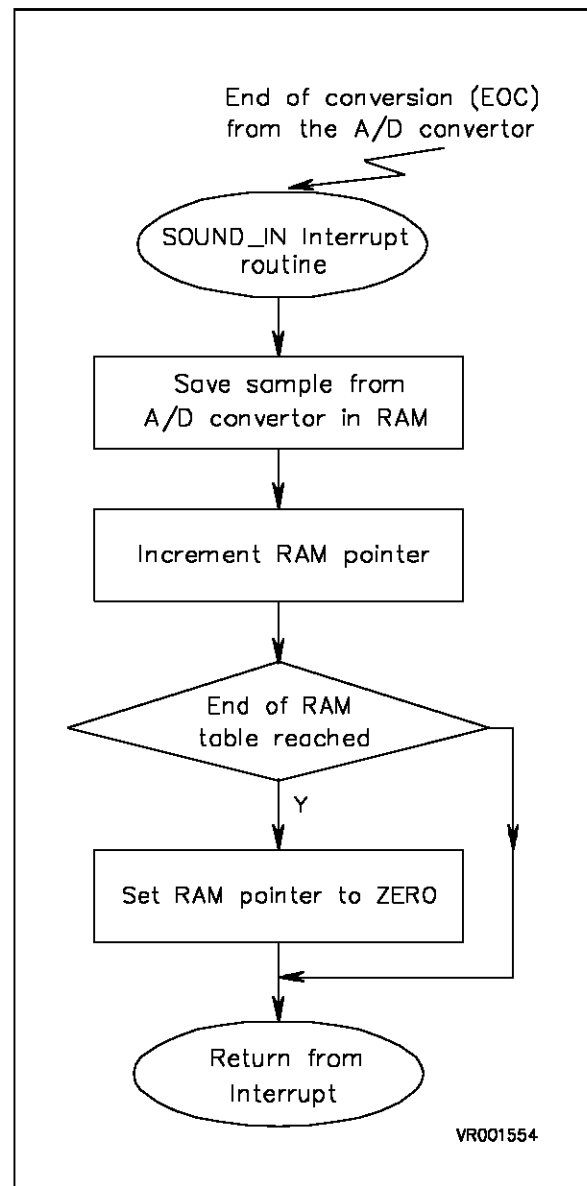 End of conversion (EOC)
from the A/D convertor
SOUND_IN Interrupt
routine
Save sample from
A/D convertor in RAM
Increment RAM pointer
End of RAM
table reached
Y
Set RAM pointer to ZERO
Return from
Interrupt
VR001554